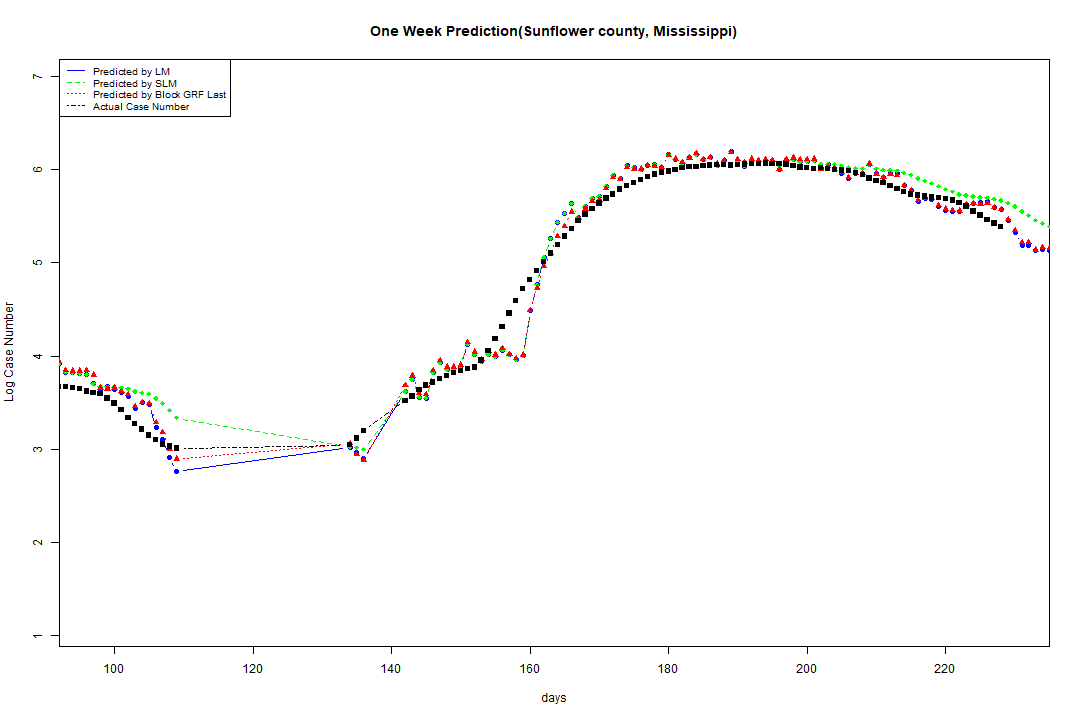 One Week Prediction(Sunflower county, Mississippi)
Predicted by LM
Predicted by SLM
Predicted by Block GRF Last
Actual Case Number
Log Case Number
7
6
5
4
3
2
1
100 120 140 160 180 200 220
days